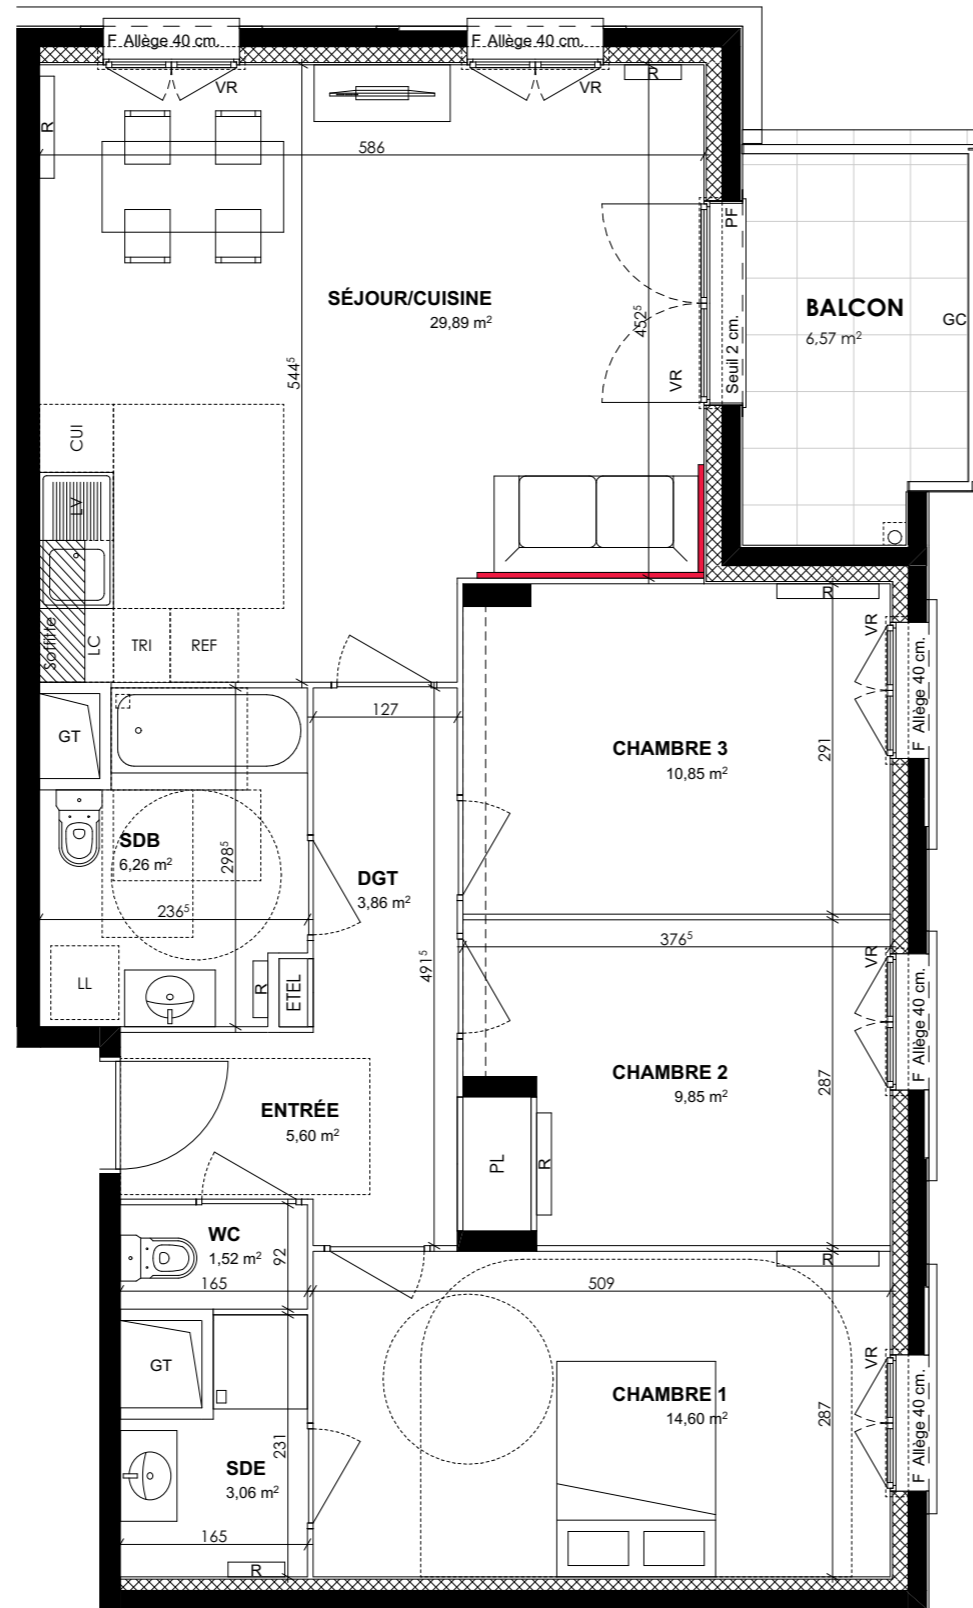 F Allège 40 cm.
F Allège 40 cm.
VR
VR
R
R
586
SÉJOUR/CUISINE
29,89 m²
452⁵
544⁵
PF
Seuil 2 cm.
VR
BALCON
6,57 m²
GC
CUI
LV
Soffitte
LC
TRI
REF
R
VR
F Allège 40 cm.
127
GT
CHAMBRE 3
10,85 m²
291
SDB
6,26 m²
298⁵
DGT
3,86 m²
236⁵
376⁵
491⁵
VR
F Allège 40 cm.
LL
R
ETEL
CHAMBRE 2
9,85 m²
287
ENTRÉE
5,60 m²
PL
R
WC
1,52 m²
92
165
509
R
GT
VR
F Allège 40 cm.
CHAMBRE 1
14,60 m²
287
231
SDE
3,06 m²
165
R